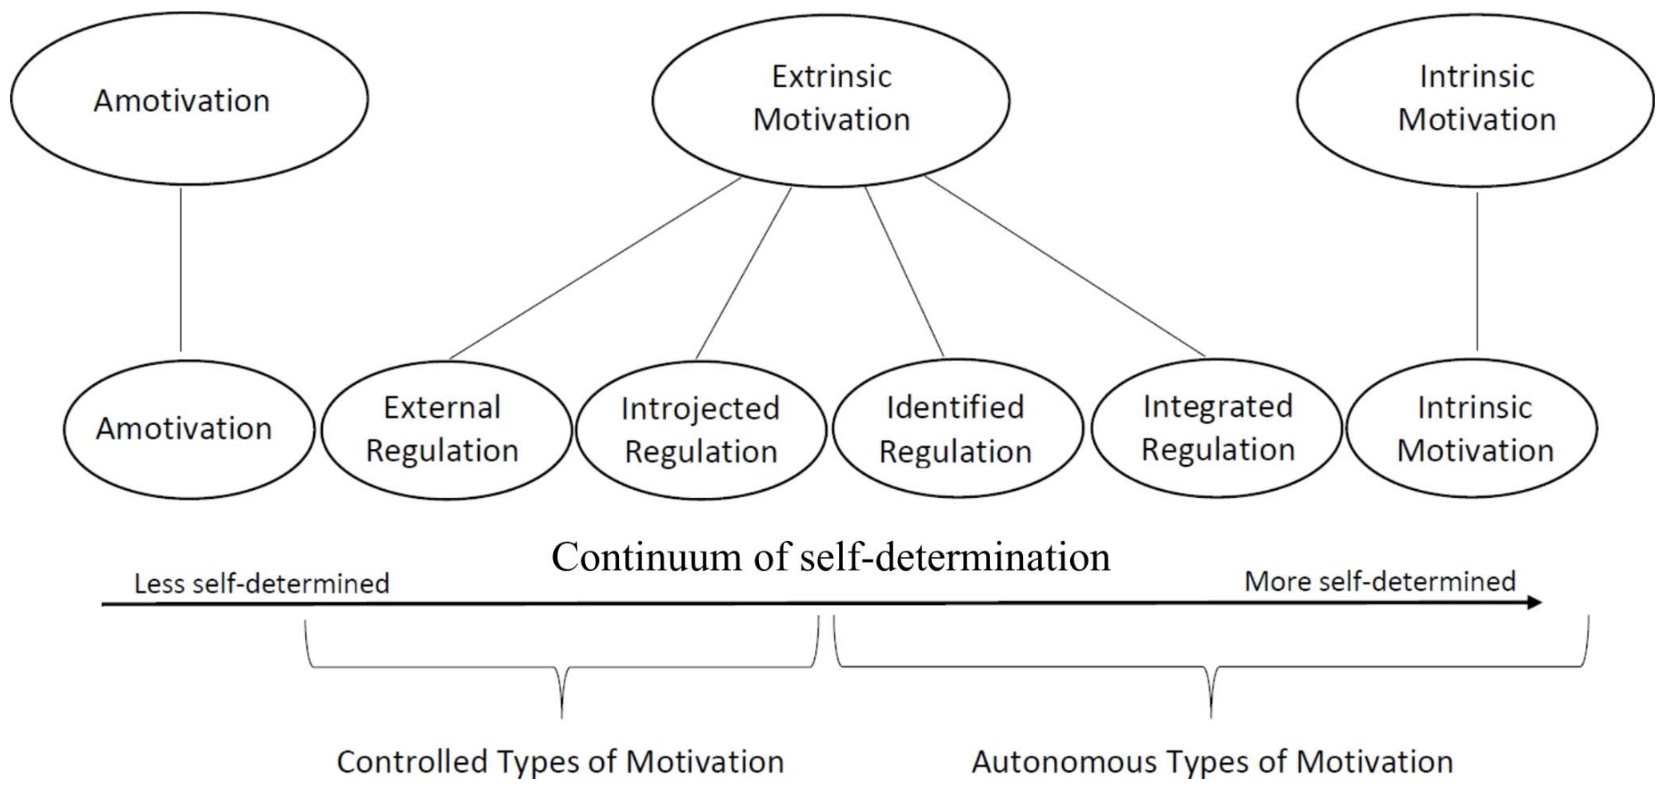 Amotivation
Extrinsic
Motivation
Intrinsic
Motivation
Amotivation
External
Regulation
Introjected
Regulation
Identified
Regulation
Integrated
Regulation
Intrinsic
Motivation
Continuum of self-determination
Less self-determined
More self-determined
Controlled Types of Motivation
Autonomous Types of Motivation